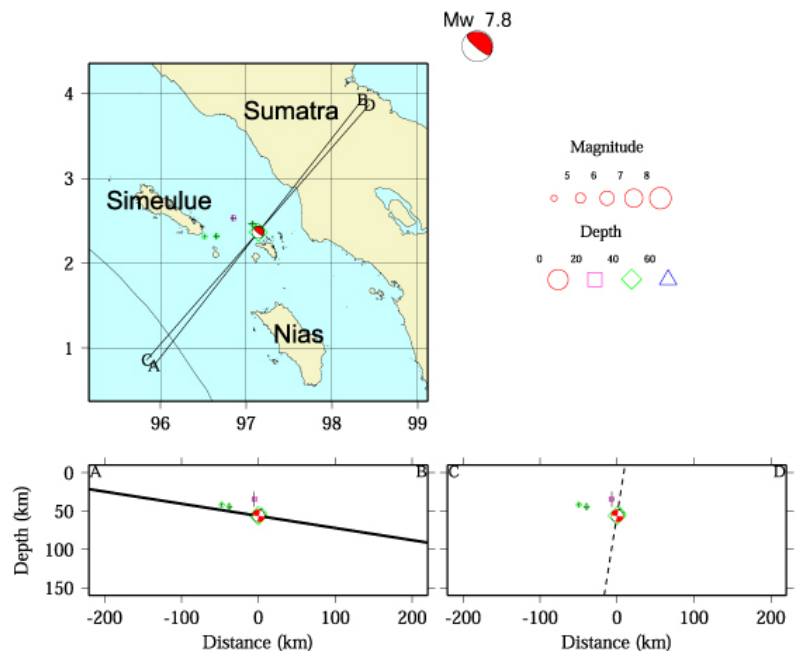 Mw 7.8
4
3
2
1
Sumatra
B
D
Simeulue
Nias
C
A
96
97
98
99
Magnitude
5 6 7 8
Depth
0 20 40 60
A B
C D
0
50
100
150
Depth (km)
-200 -100 0 100 200
-200 -100 0 100 200
Distance (km)
Distance (km)